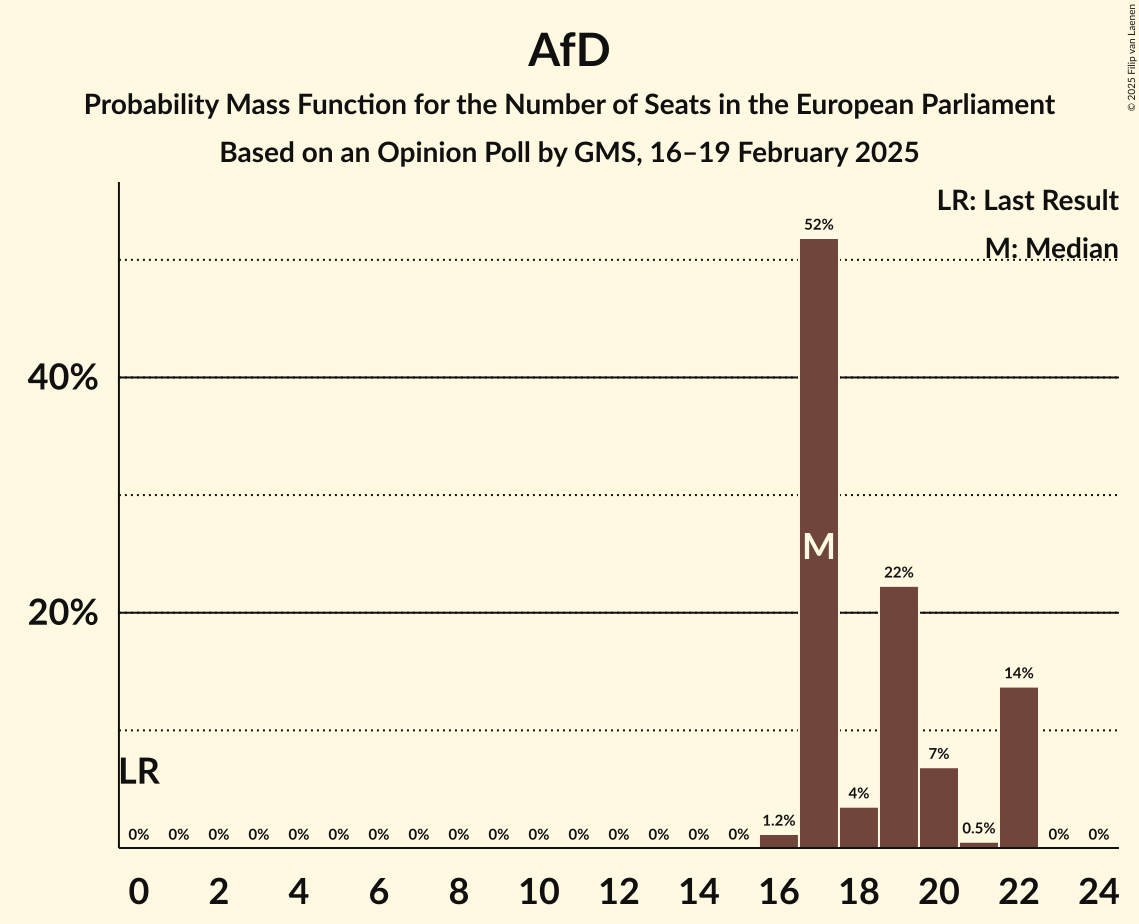 © 2025 Filip van Laenen
AfD
Probability Mass Function for the Number of Seats in the European Parliament
Based on an Opinion Poll by GMS, 16–19 February 2025
LR: Last Result
M: Median
52%
40%
M
22%
20%
14%
7%
LR
4%
1.2%
0.5%
0% 0% 0% 0% 0% 0% 0% 0% 0% 0% 0% 0% 0% 0% 0% 0% 0% 0%
0 2 4 6 8 10 12 14 16 18 20 22 24